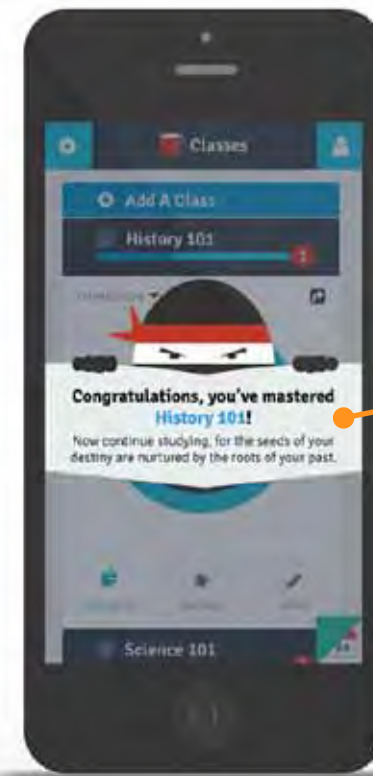 Classes
Add A Class
History 101
Congratulations, you've mastered
History 101!
Now continue studying, for the seeds of your
destiny are nurtured by the roots of your past.
Science 101